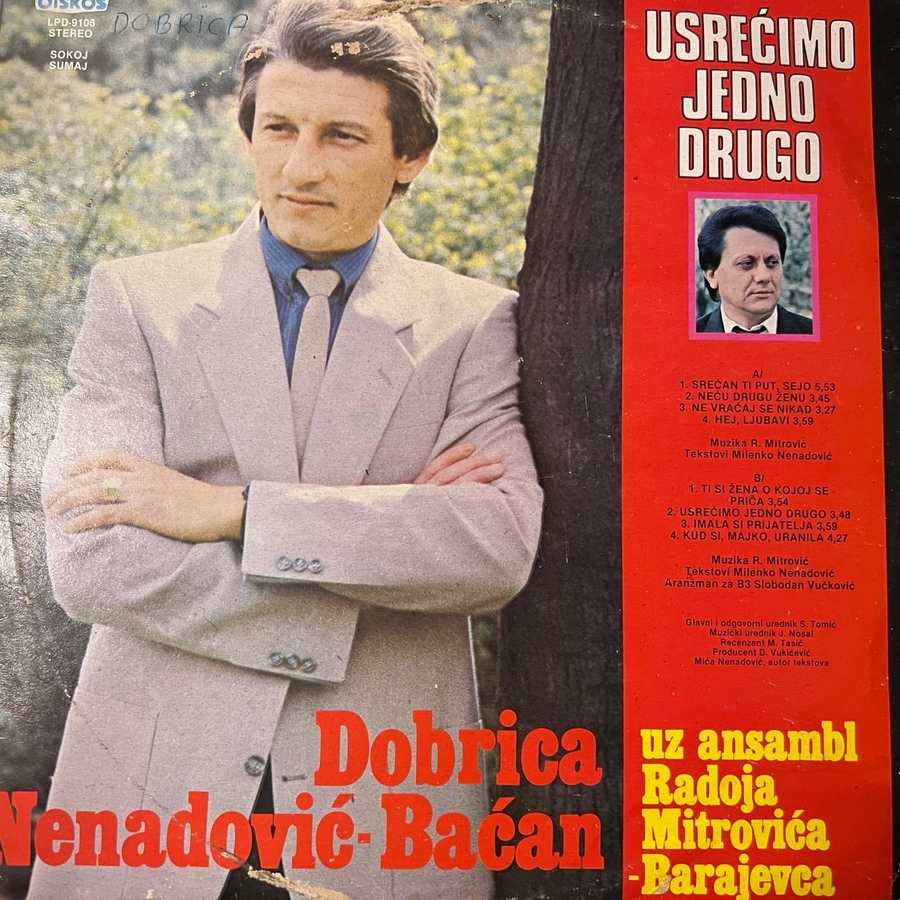 DISKOS
LPD-9106
STEREO
SOKOJ
SUMAJ
DOBRICA
USREĆIMO
JEDNO
DRUGO
A/
1. SREĆAN TI PUT, SEJO 5,53
2. NEĆU DRUGU ŽENU 3,45
3. NE VRAĆAJ SE NIKAD 3,27
4. HEJ, LJUBAVI 3,59
Muzika R. Mitrović
Tekstovi Milenko Nenadović
B/
1. TI SI ŽENA O KOJOJ SE
PRIČA 3,54
2. USREĆIMO JEDNO DRUGO 3,48
3. IMALA SI PRIJATELJA 3,59
4. KUD SI, MAJKO, URANILA 4,27
Muzika R. Mitrović
Tekstovi Milenko Nenadović
Aranžman za B3 Slobodan Vučković
Glavni i odgovorni urednik S. Tomić
Muzički urednik J. Nosal
Recenzent M. Tasić
Producent D. Vukićević
Mića Nenadović, autor tekstova
Dobrica
Nenadović-Baćan
uz ansambl
Radoja
Mitrovića
-Barajevca